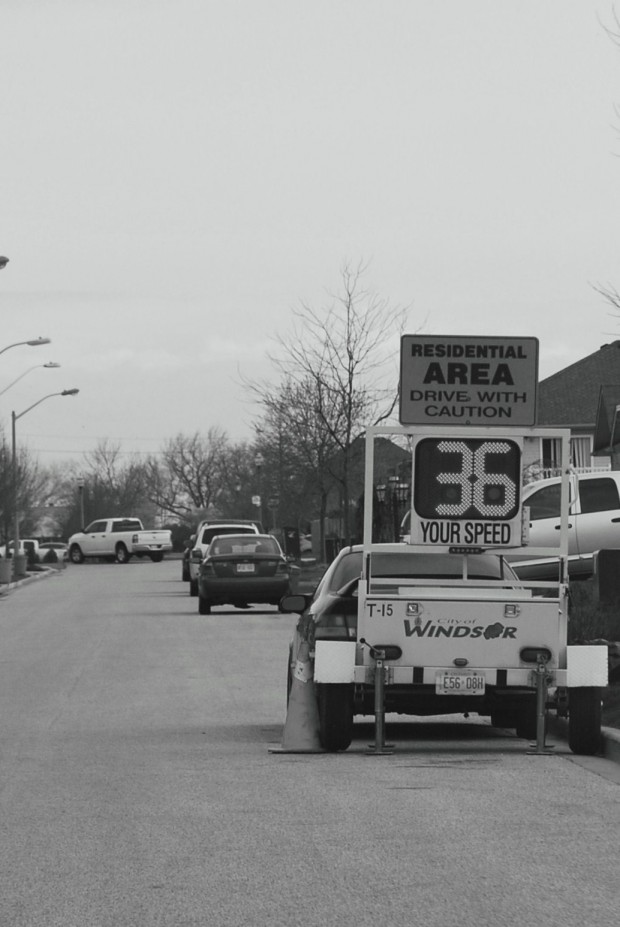 RESIDENTIAL
AREA
DRIVE WITH
CAUTION
36
YOUR SPEED
T-15
City of
WINDSOR
E56 08H